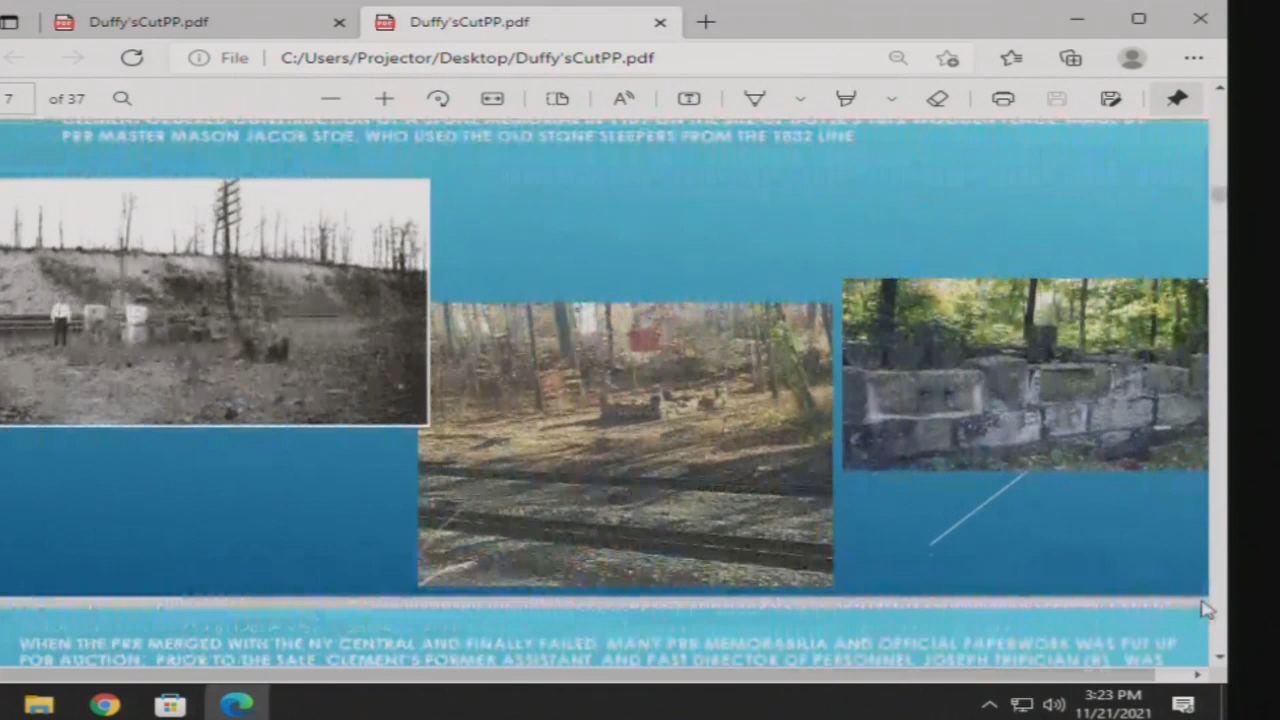 Duffy'sCutPP.pdf
Duffy'sCutPP.pdf
File C:/Users/Projector/Desktop/Duffy'sCutPP.pdf
7 of 37
PRR MASTER MASON JACOB STOE, WHO USED THE OLD STONE SLEEPERS FROM THE 1832 LINE
WHEN THE PRR MERGED WITH THE NY CENTRAL AND FINALLY FAILED, MANY PRR MEMORABILIA AND OFFICIAL PAPERWORK WAS PUT UP
FOR AUCTION. PRIOR TO THE SALE, CLEMENT'S FORMER ASSISTANT AND PAST DIRECTOR OF PERSONNEL, JOSEPH TRIPICIAN WAS
3:23 PM
11/21/2021